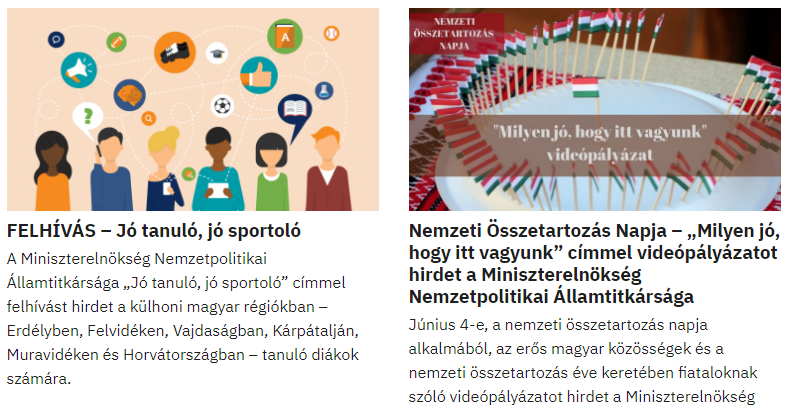 ?
A
FELHÍVÁS – Jó tanuló, jó sportoló
A Miniszterelnökség Nemzetpolitikai
Államtitkársága „Jó tanuló, jó sportoló” címmel
felhívást hirdet a külhoni magyar régiókban –
Erdélyben, Felvidéken, Vajdaságban, Kárpátalján,
Muravidéken és Horvátországban – tanuló diákok
számára.
NEMZETI
ÖSSZETARTOZÁS
NAPJA
"Milyen jó, hogy itt vagyunk"
videópályázat
Nemzeti Összetartozás Napja – „Milyen jó,
hogy itt vagyunk” címmel videópályázatot
hirdet a Miniszterelnökség
Nemzetpolitikai Államtitkársága
Június 4-e, a nemzeti összetartozás napja
alkalmából, az erős magyar közösségek és a
nemzeti összetartozás éve keretében fiataloknak
szóló videópályázatot hirdet a Miniszterelnökség